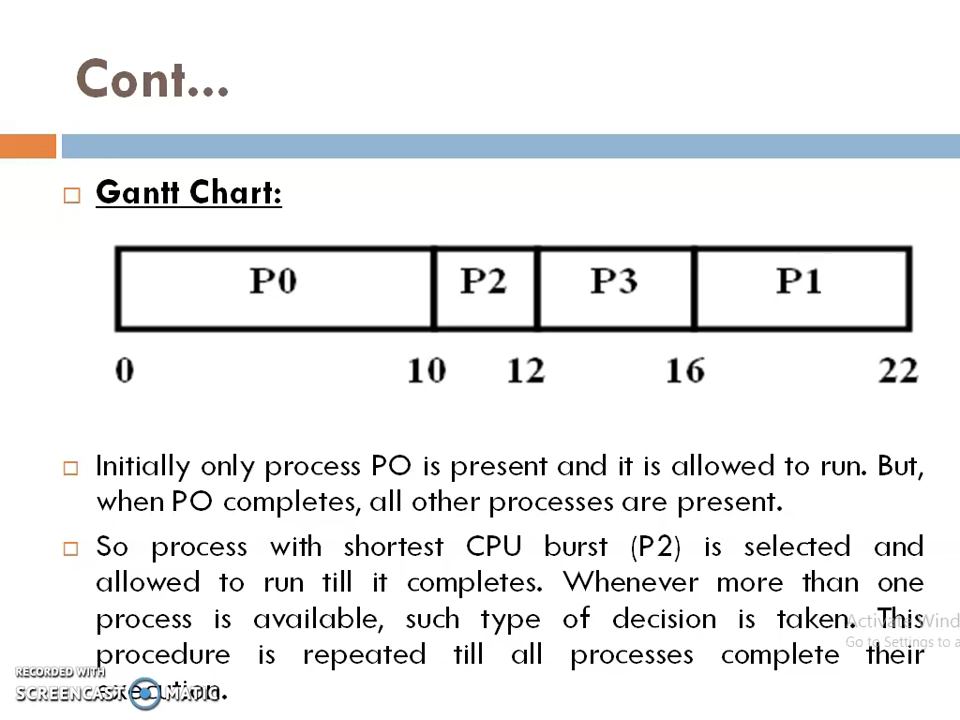 Cont...
Gantt Chart:
P0 P2 P3 P1
0 10 12 16 22
Initially only process PO is present and it is allowed to run. But,
when PO completes, all other processes are present.
So process with shortest CPU burst (P2) is selected and
allowed to run till it completes. Whenever more than one
process is available, such type of decision is taken. This
Activate Wind
Go to Settings to a
procedure is repeated till all processes complete their
execution.
RECORDED WITH
SCREENCAST MATIC